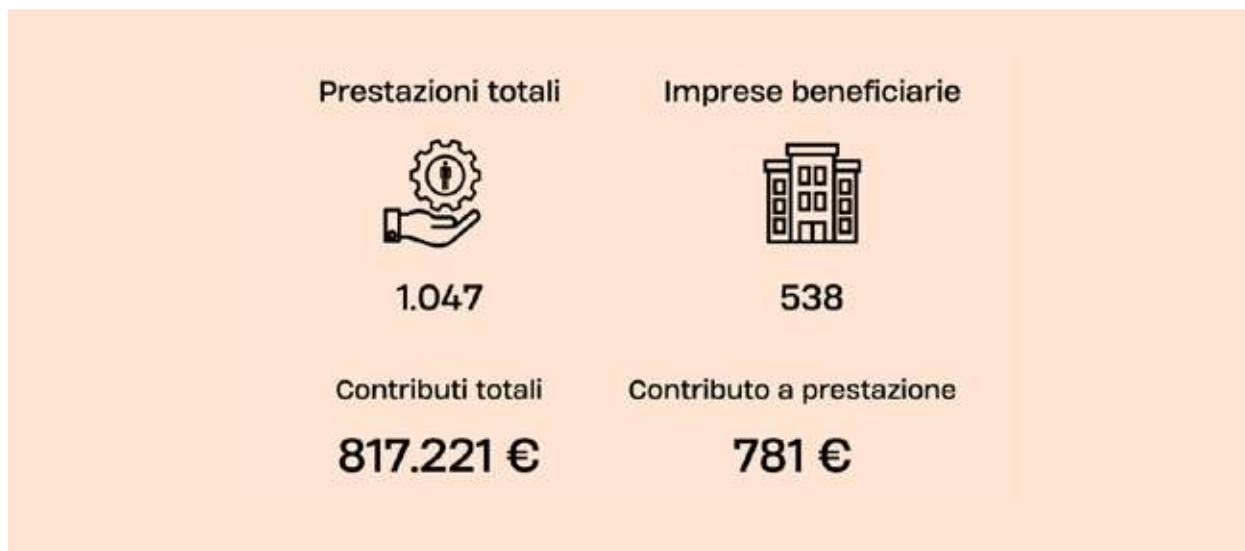 Prestazioni totali
Imprese beneficiarie
1.047
538
Contributi totali
Contributo a prestazione
817.221 €
781 €